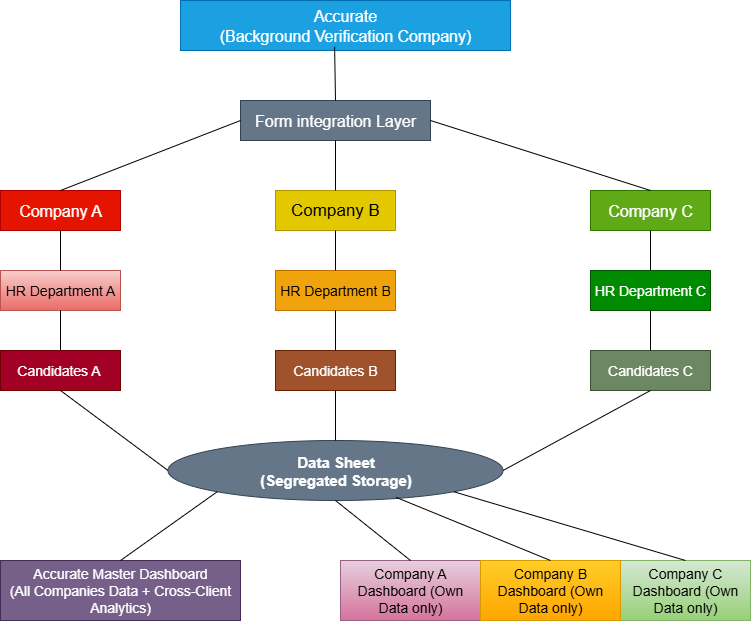 Accurate
(Background Verification Company)
Form integration Layer
Company A
Company B
Company C
HR Department A
HR Department B
HR Department C
Candidates A
Candidates B
Candidates C
Data Sheet
(Segregated Storage)
Accurate Master Dashboard
(All Companies Data + Cross-Client
Analytics)
Company A
Dashboard (Own
Data only)
Company B
Dashboard (Own
Data only)
Company C
Dashboard (Own
Data only)